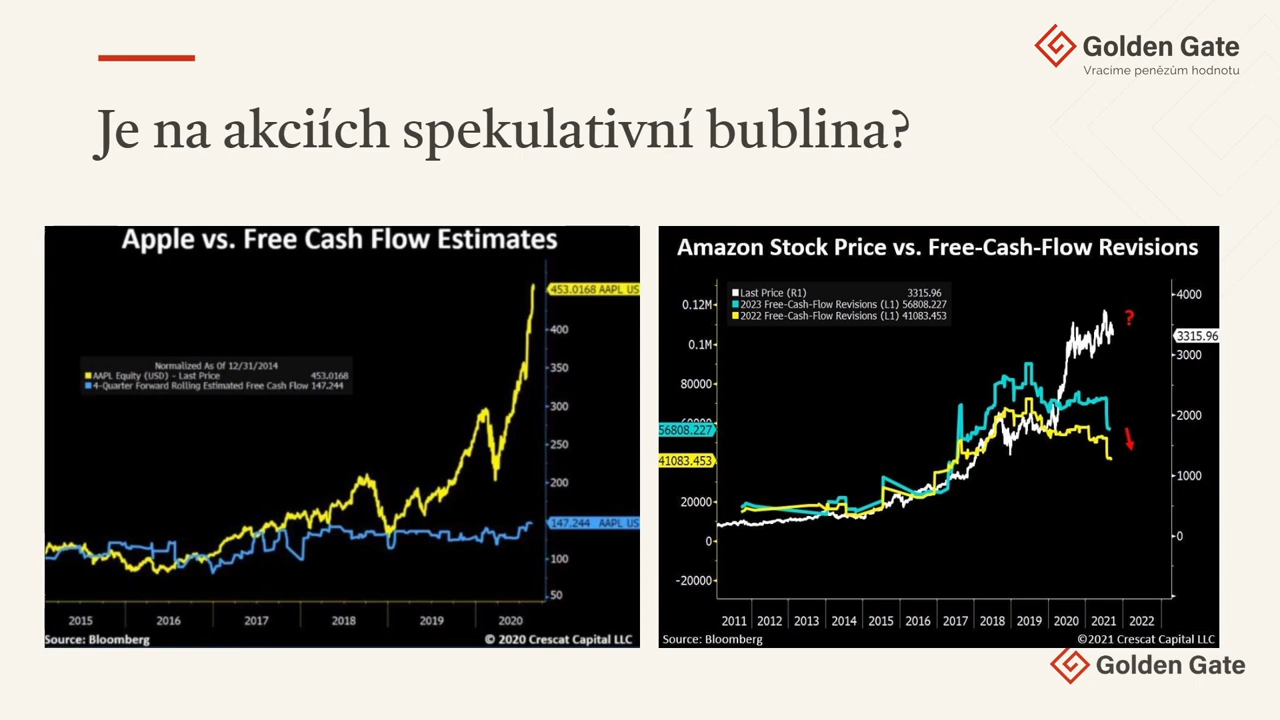 Golden Gate
Vracíme penězům hodnotu
Je na akciích spekulativní bublina?
Apple vs. Free Cash Flow Estimates
453.0168 AAPL US
400
350
300
250
200
147.244 AAPL US
100
50
Normalized As Of 12/31/2014
AAPL Equity (USD) - Last Price 453.0168
4-Quarter Forward Rolling Estimated Free Cash Flow 147.244
2015 2016 2017 2018 2019 2020
Source: Bloomberg © 2020 Crescat Capital LLC
Amazon Stock Price vs. Free-Cash-Flow Revisions
Last Price (R1) 3315.96
2023 Free-Cash-Flow Revisions (L1) 56808.227
2022 Free-Cash-Flow Revisions (L1) 41083.453
0.12M
0.1M
80000
56808.227
41083.453
20000
0
-20000
?
4000
3315.96
3000
2000
1000
0
2011 2012 2013 2014 2015 2016 2017 2018 2019 2020 2021 2022
Source: Bloomberg ©2021 Crescat Capital LLC
Golden Gate